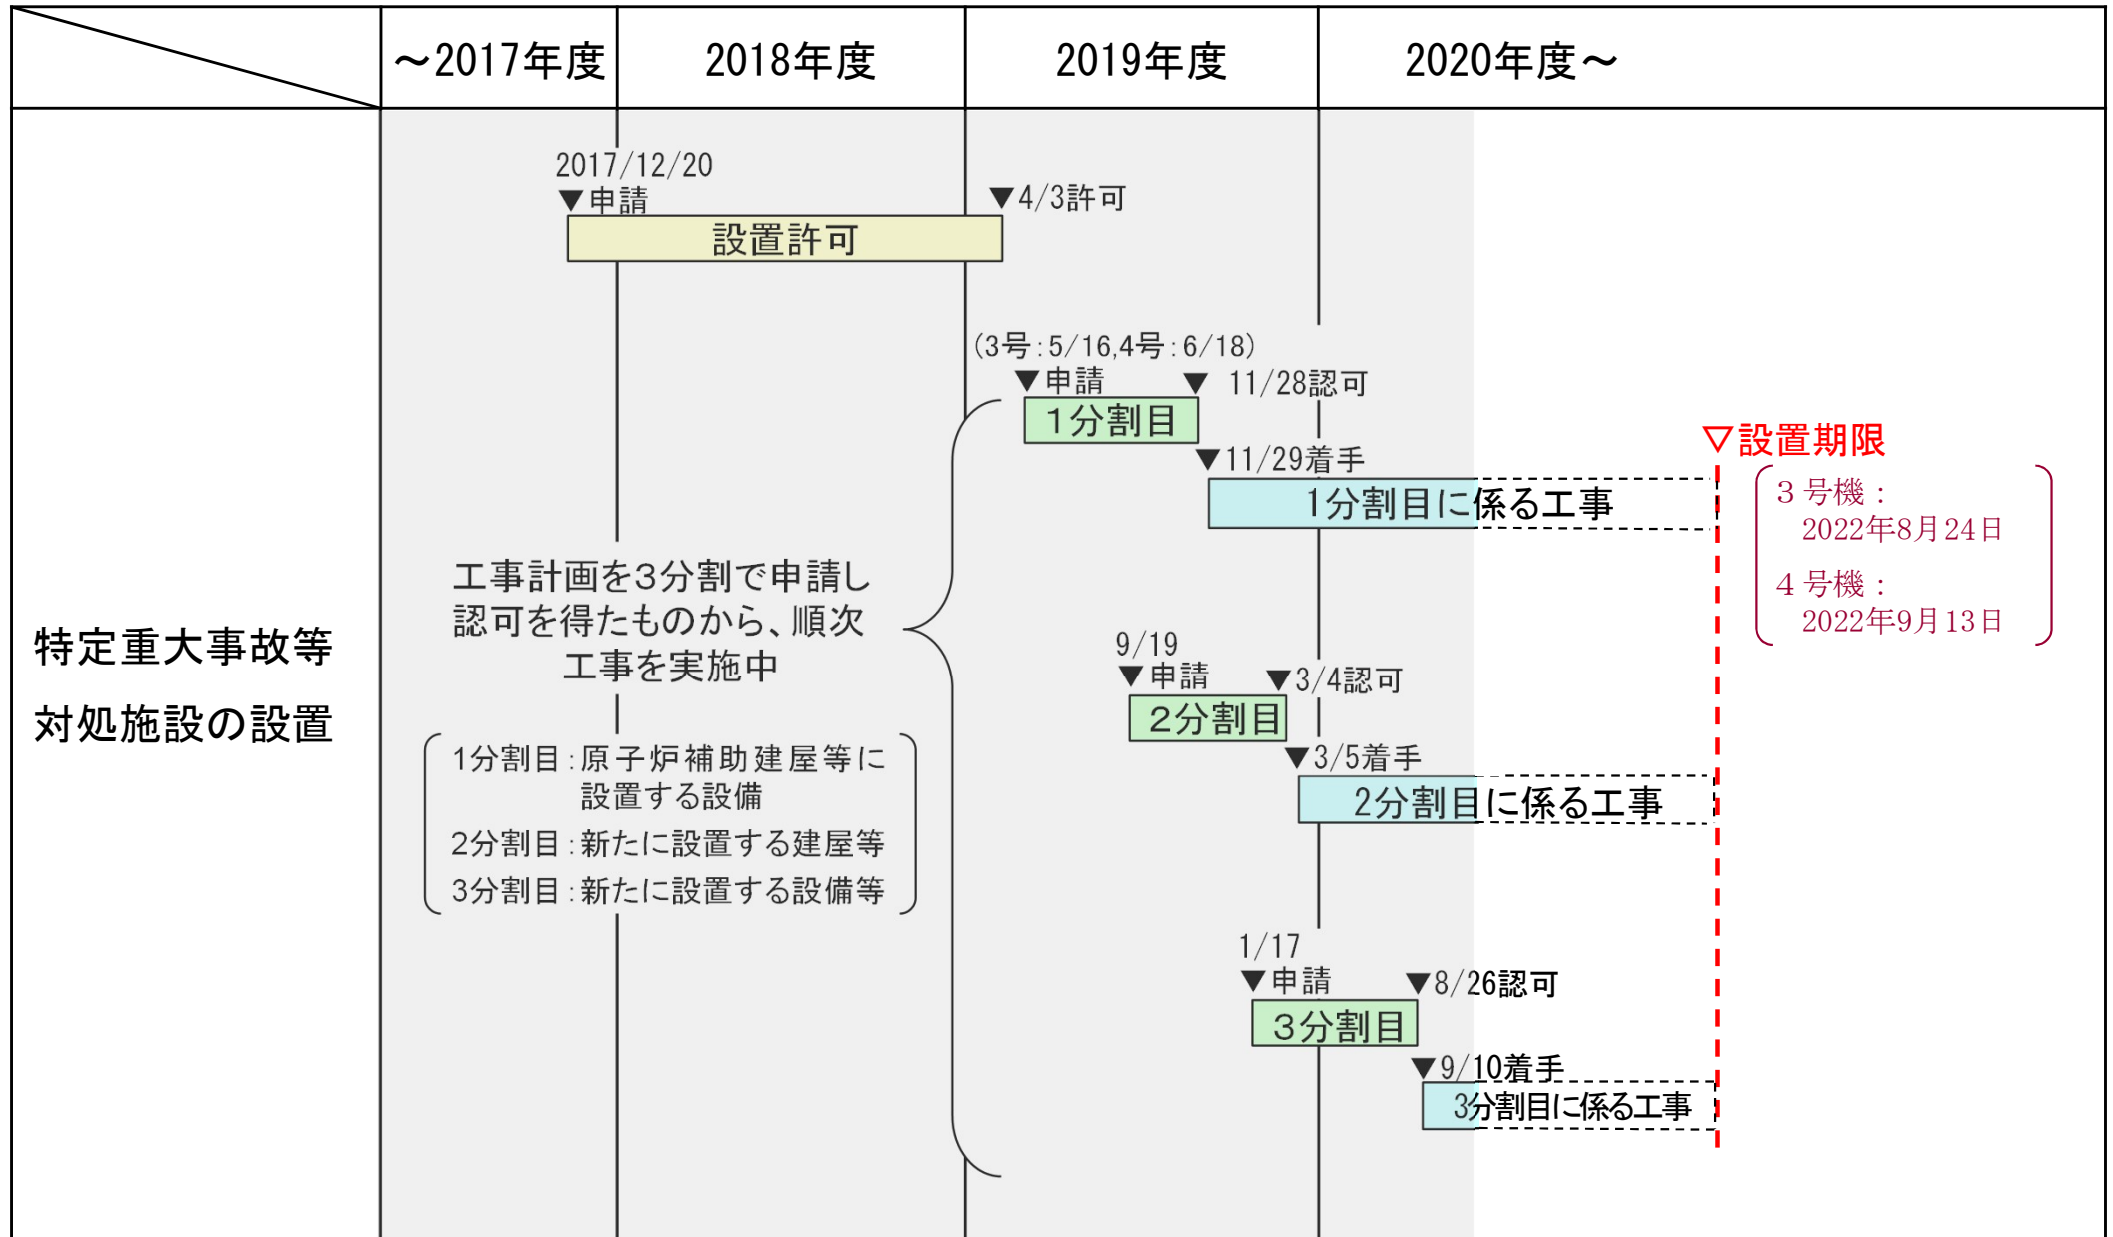 ～2017年度
2018年度
2019年度
2020年度～
特定重大事故等
対処施設の設置
2017/12/20
▼申請
▼4/3許可
設置許可
(3号:5/16,4号:6/18)
▼申請
▼ 11/28認可
1分割目
▼11/29着手
1分割目に係る工事
▽設置期限
3号機：
2022年8月24日
4号機：
2022年9月13日
工事計画を3分割で申請し
認可を得たものから、順次
工事を実施中
1分割目:原子炉補助建屋等に
設置する設備
2分割目:新たに設置する建屋等
3分割目:新たに設置する設備等
9/19
▼申請
▼3/4認可
2分割目
▼3/5着手
2分割目に係る工事
1/17
▼申請
▼8/26認可
3分割目
▼9/10着手
3分割目に係る工事